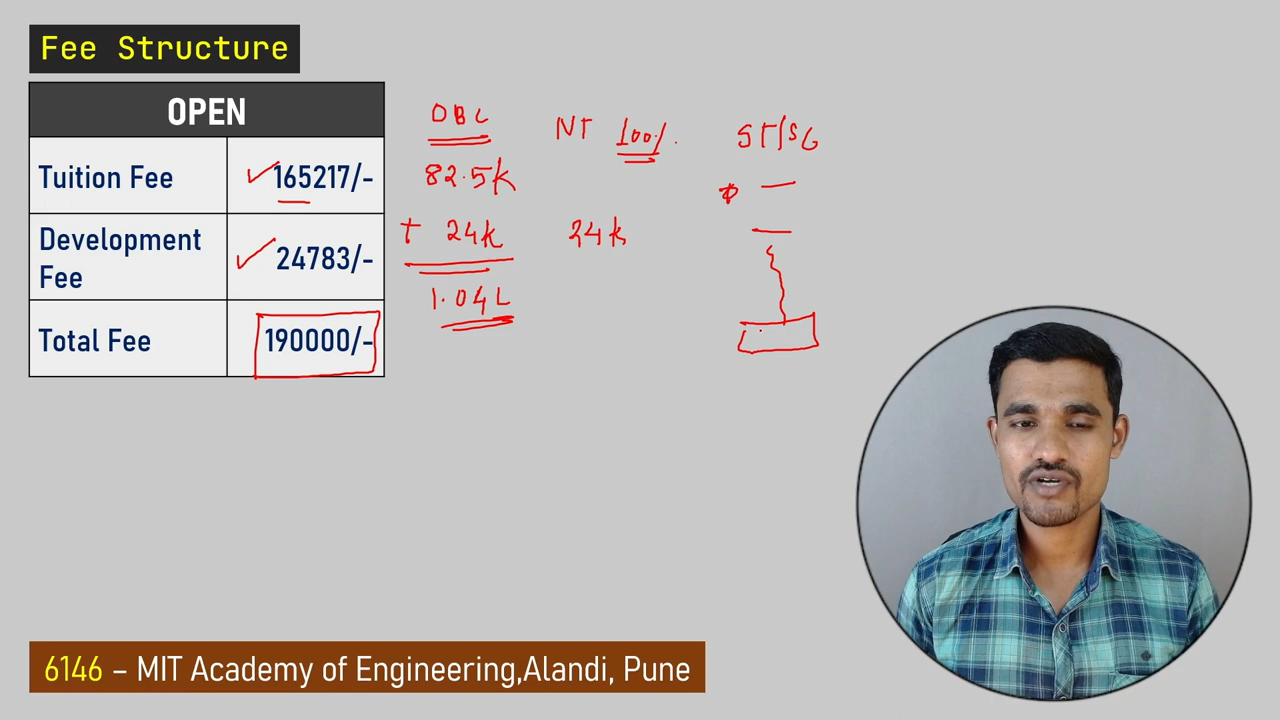 Fee Structure
OPEN
Tuition Fee 165217/-
Development Fee 24783/-
Total Fee 190000/-
OBC
82.5k
+ 24k
1.04L
NT 100%.
24k
ST/SC
6146 – MIT Academy of Engineering,Alandi, Pune